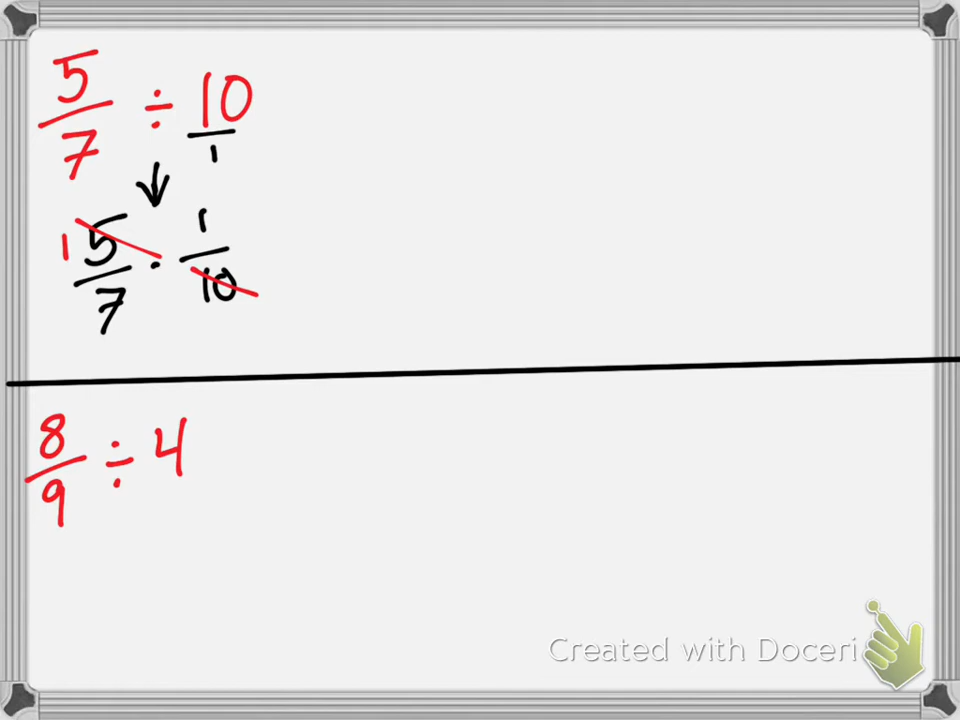 5/7 ÷ 10/1
↓
1 5/7 · 1/10
8/9 ÷ 4
Created with Doceri